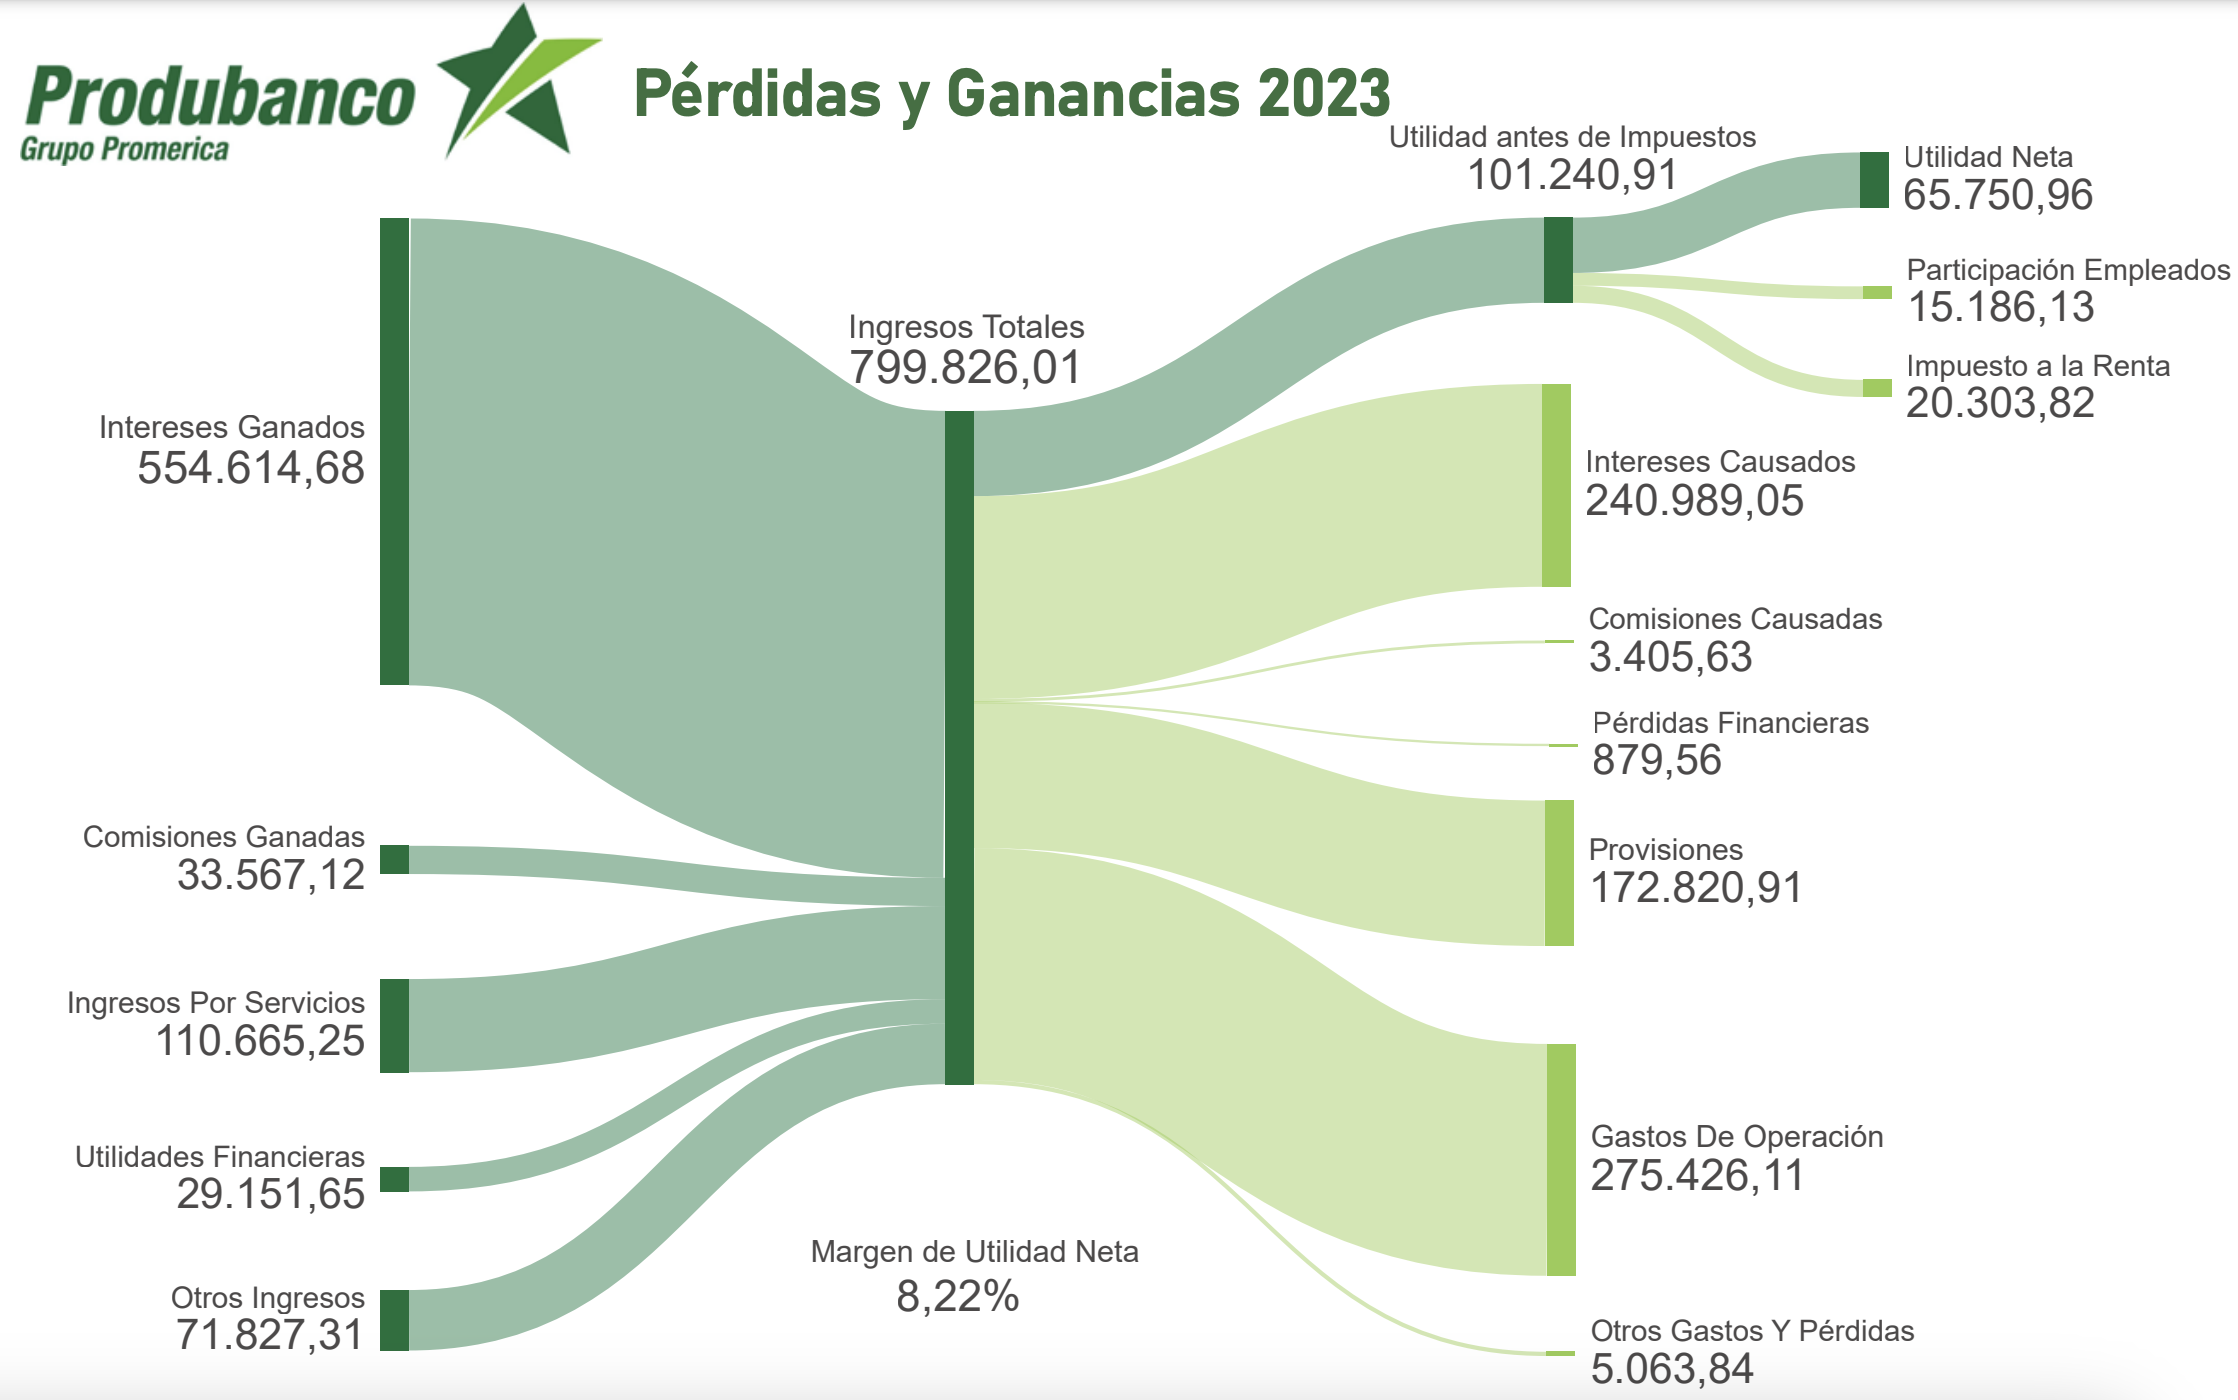 Produbanco
Grupo Promerica
Pérdidas y Ganancias 2023
Intereses Ganados
554.614,68
Comisiones Ganadas
33.567,12
Ingresos Por Servicios
110.665,25
Utilidades Financieras
29.151,65
Otros Ingresos
71.827,31
Ingresos Totales
799.826,01
Margen de Utilidad Neta
8,22%
Utilidad antes de Impuestos
101.240,91
Utilidad Neta
65.750,96
Participación Empleados
15.186,13
Impuesto a la Renta
20.303,82
Intereses Causados
240.989,05
Comisiones Causadas
3.405,63
Pérdidas Financieras
879,56
Provisiones
172.820,91
Gastos De Operación
275.426,11
Otros Gastos Y Pérdidas
5.063,84